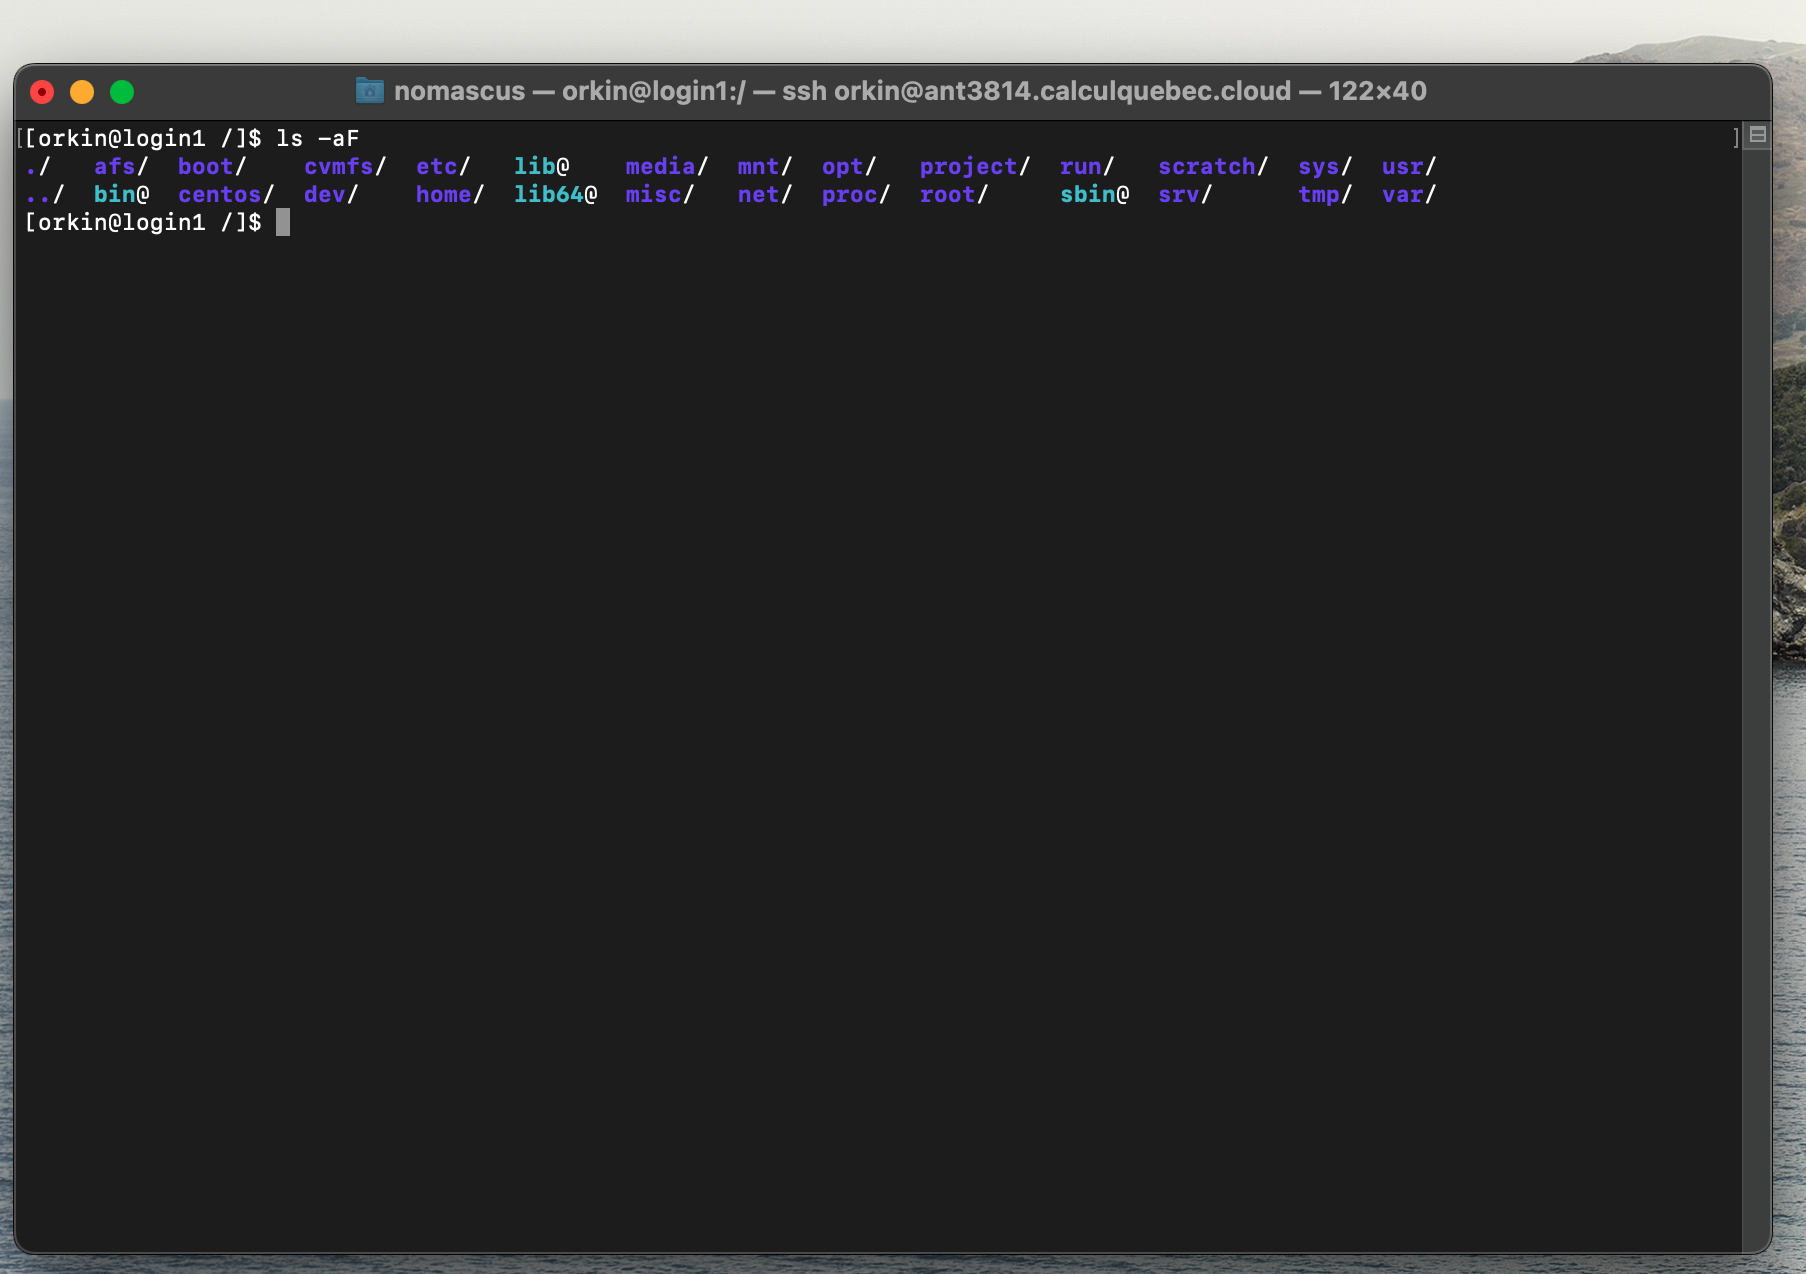 nomascus — orkin@login1:/ — ssh orkin@ant3814.calculquebec.cloud — 122×40
[[orkin@login1 /]$ ls -aF ]
./ afs/ boot/ cvmfs/ etc/ lib@ media/ mnt/ opt/ project/ run/ scratch/ sys/ usr/
../ bin@ centos/ dev/ home/ lib64@ misc/ net/ proc/ root/ sbin@ srv/ tmp/ var/
[orkin@login1 /]$